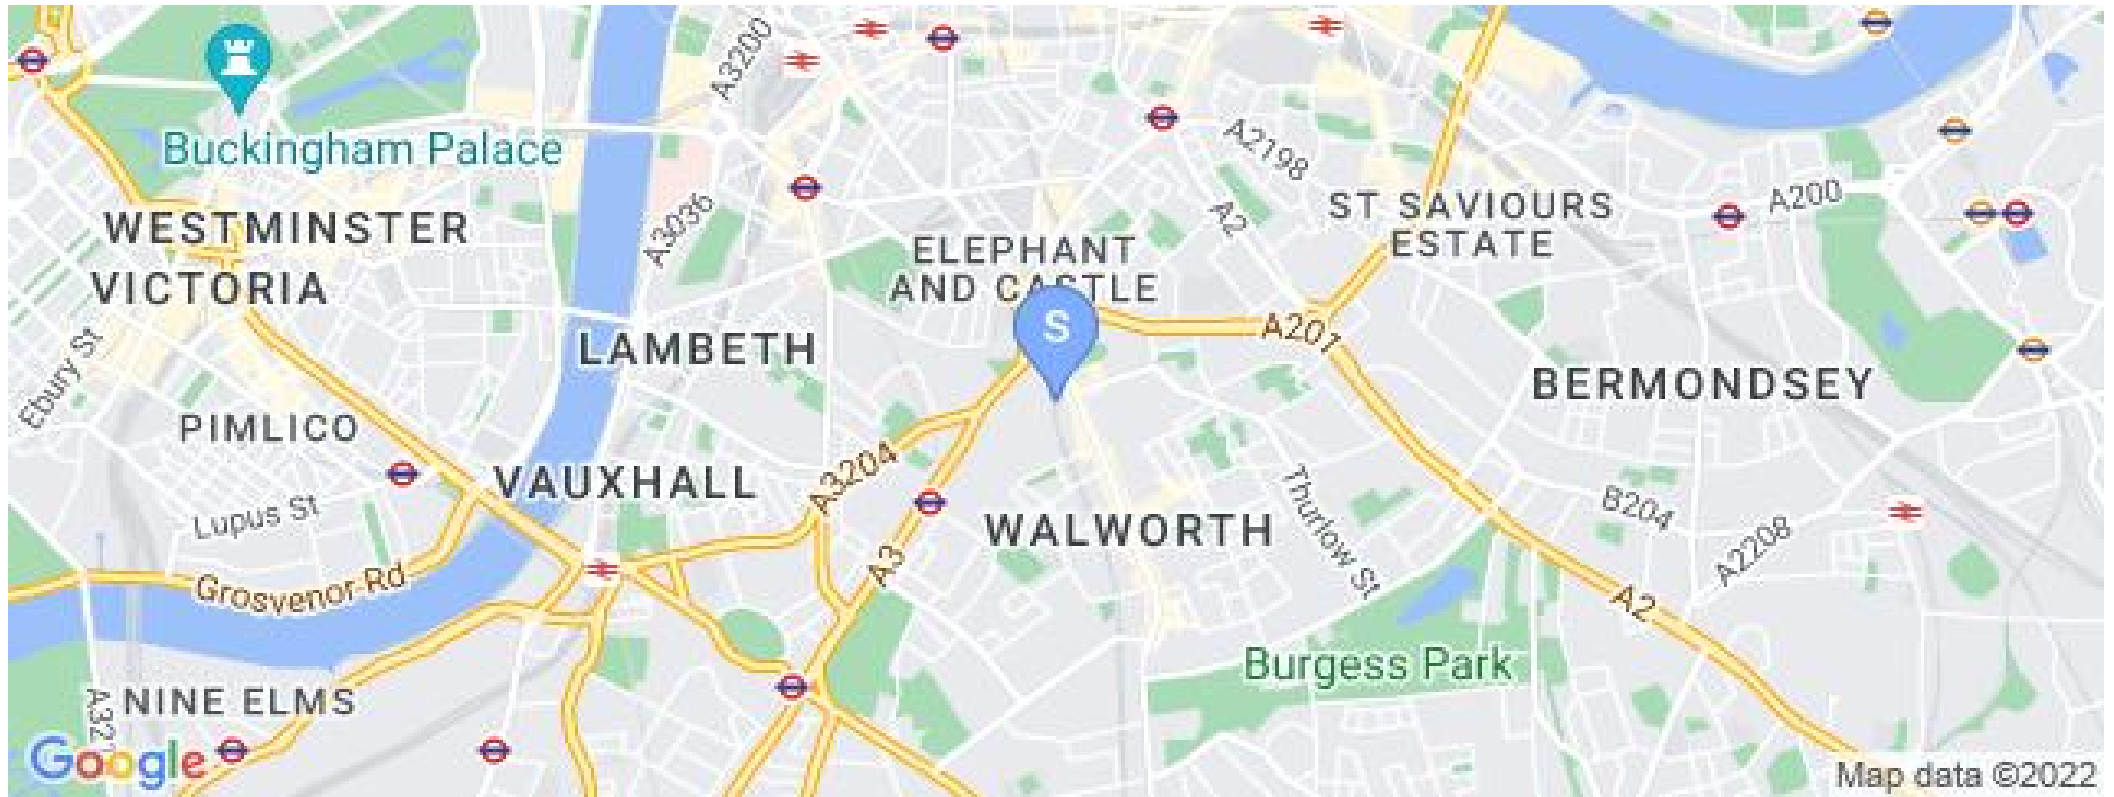 A3200
Buckingham Palace
A2198
A200
WESTMINSTER
A3036
A2
ST SAVIOURS
ESTATE
ELEPHANT
AND CASTLE
VICTORIA
S
A201
LAMBETH
Ebury St
BERMONDSEY
PIMLICO
A3204
VAUXHALL
Lupus St
Thurlow St
B204
WALWORTH
A2208
A3
Grosvenor Rd
A2
Burgess Park
NINE ELMS
Google
Map data ©2022